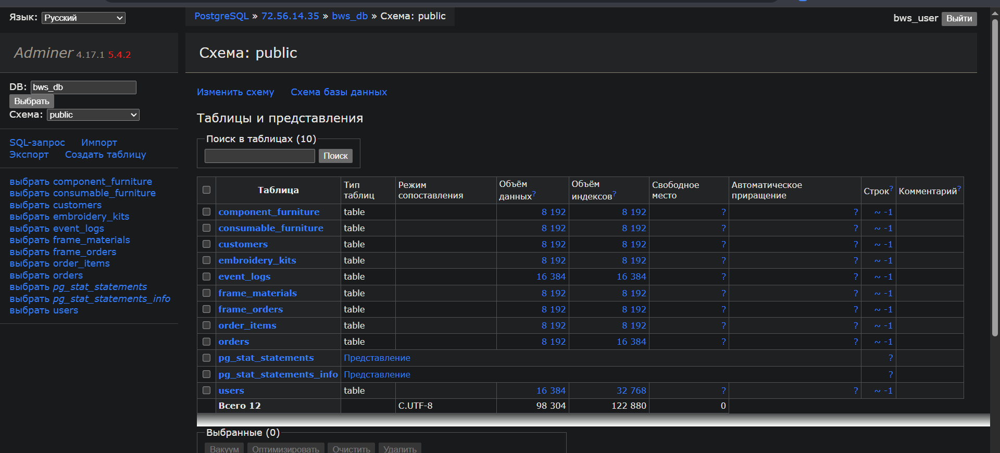 Язык: Русский
PostgreSQL » 72.56.14.35 » bws_db » Схема: public
bws_user Выйти
Adminer 4.17.1 5.4.2
Схема: public
DB: bws_db
Выбрать
Схема: public
SQL-запрос Импорт
Экспорт Создать таблицу
выбрать component_furniture
выбрать consumable_furniture
выбрать customers
выбрать embroidery_kits
выбрать event_logs
выбрать frame_materials
выбрать frame_orders
выбрать order_items
выбрать orders
выбрать pg_stat_statements
выбрать pg_stat_statements_info
выбрать users
Изменить схему Схема базы данных
Таблицы и представления
Поиск в таблицах (10)
Поиск
Таблица Тип таблиц Режим сопоставления Объём данных? Объём индексов? Свободное место Автоматическое приращение Строк? Комментарий?
component_furniture table 8 192 8 192 ? ? ~ -1
consumable_furniture table 8 192 8 192 ? ? ~ -1
customers table 8 192 8 192 ? ? ~ -1
embroidery_kits table 8 192 8 192 ? ? ~ -1
event_logs table 16 384 16 384 ? ? ~ -1
frame_materials table 8 192 8 192 ? ? ~ -1
frame_orders table 8 192 8 192 ? ? ~ -1
order_items table 8 192 8 192 ? ? ~ -1
orders table 8 192 16 384 ? ? ~ -1
pg_stat_statements Представление ?
pg_stat_statements_info Представление ?
users table 16 384 32 768 ? ? ~ -1
Всего 12 C.UTF-8 98 304 122 880 0
Выбранные (0)
Вакуум Оптимизировать Очистить Удалить